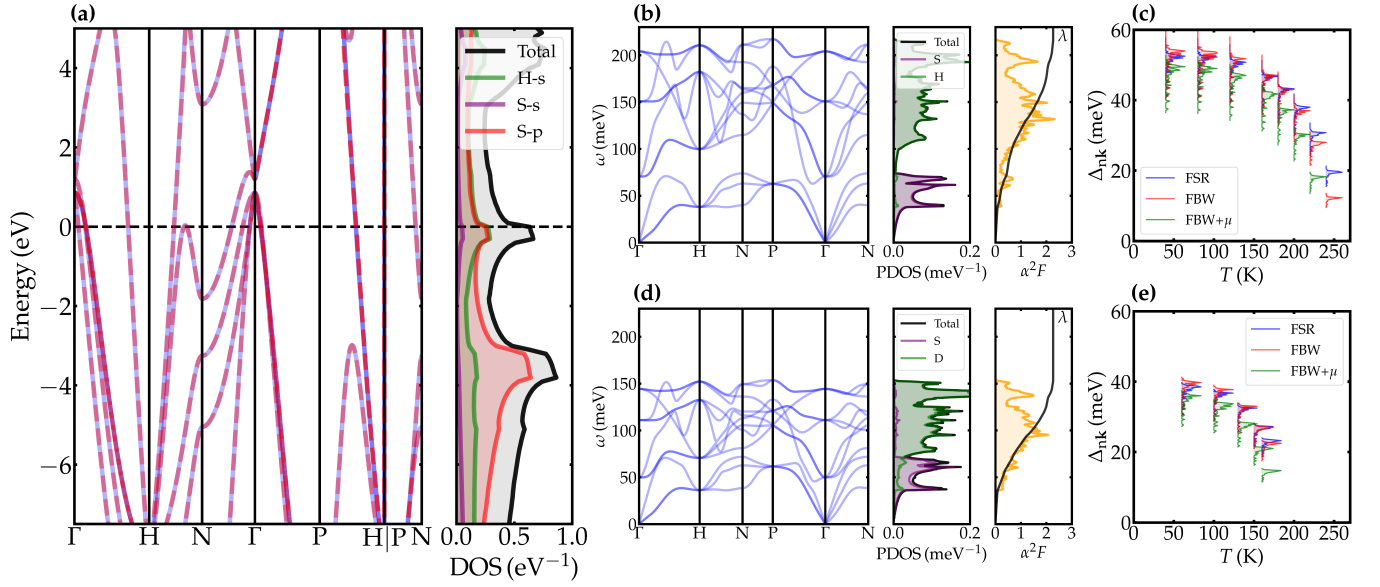 (a)
Energy (eV)
4
2
0
−2
−4
−6
Γ H N Γ P H|P N
Total
H-s
S-s
S-p
0.0 0.5 1.0
DOS (eV⁻¹)
(b)
ω (meV)
200
150
100
50
0
Γ H N P Γ N
Total
S
H
0 0.2
PDOS (meV⁻¹)
λ
0 1 2 3
α²F
(c)
Δnk (meV)
60
40
20
0
FSR
FBW
FBW+μ
50 100 150 200 250
T (K)
(d)
ω (meV)
200
150
100
50
0
Γ H N P Γ N
Total
S
D
0 0.2
PDOS (meV⁻¹)
λ
0 1 2 3
α²F
(e)
Δnk (meV)
60
40
20
0
FSR
FBW
FBW+μ
50 100 150 200 250
T (K)